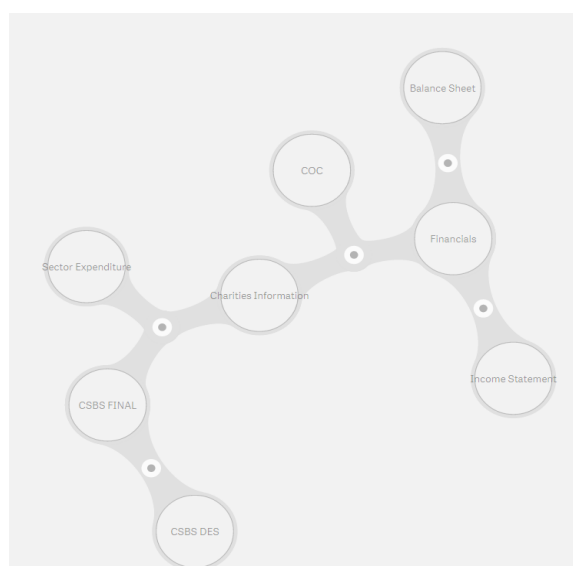 Balance Sheet
COC
Financials
Sector Expenditure
Charities Information
Income Statement
CSBS FINAL
CSBS DES